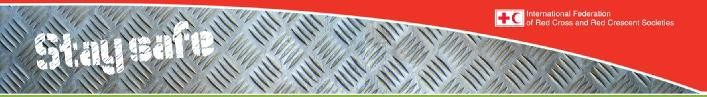 Stay safe
International Federation
of Red Cross and Red Crescent Societies